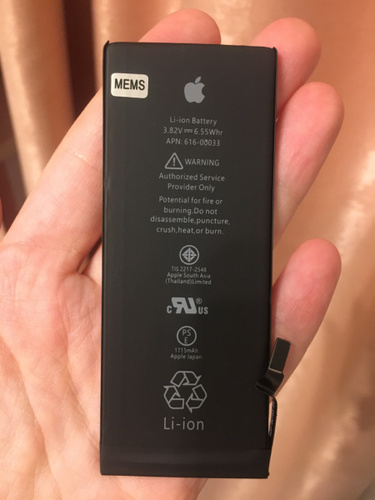 MEMS
Li-ion Battery
3.82V⎓6.55Whr
APN: 616-00033
WARNING
Authorized Service
Provider Only
Potential for fire or
burning.Do not
disassemble,puncture,
crush,heat,or burn.
TIS 2217-2548
Apple South Asia
(Thailand)Limited
c RU ® US
PS
E
1715mAh
Apple Japan
Li-ion